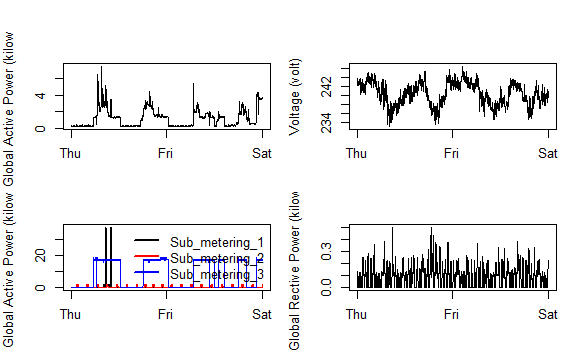 Global Active Power (kilow
0 4
Thu Fri Sat
Voltage (volt)
234 242
Thu Fri Sat
Global Active Power (kilow
0 20
Sub_metering_1
Sub_metering_2
Sub_metering_3
Thu Fri Sat
Global Rective Power (kilow
0.0 0.3
Thu Fri Sat